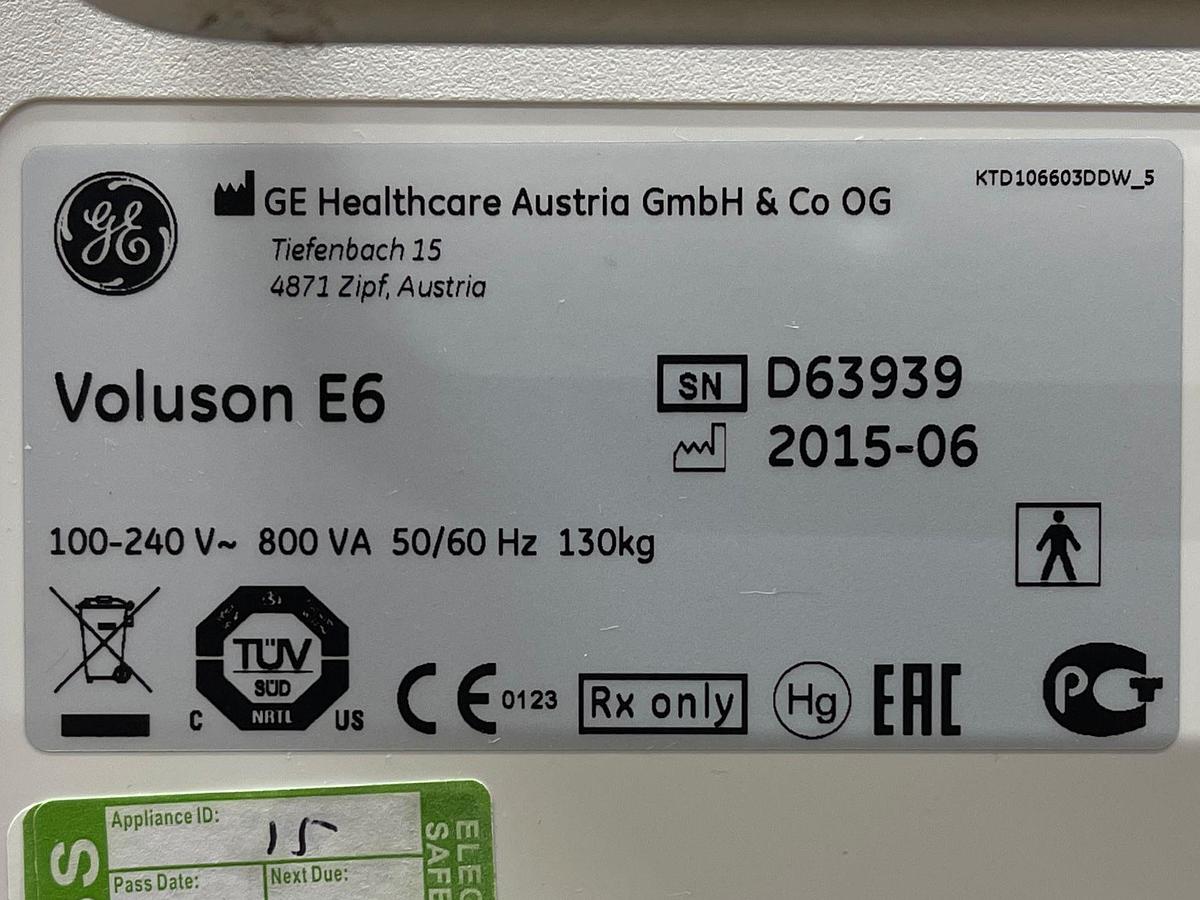 GE
GE Healthcare Austria GmbH & Co OG
KTD106603DDW_5
Tiefenbach 15
4871 Zipf, Austria
Voluson E6
SN D63939
2015-06
100-240 V~ 800 VA 50/60 Hz 130kg
TÜV
SÜD
NRTL
C US
CE 0123
Rx only
Hg
EAC
PCT
Appliance ID:
15
Pass Date:
Next Due:
ELEC
SAFE